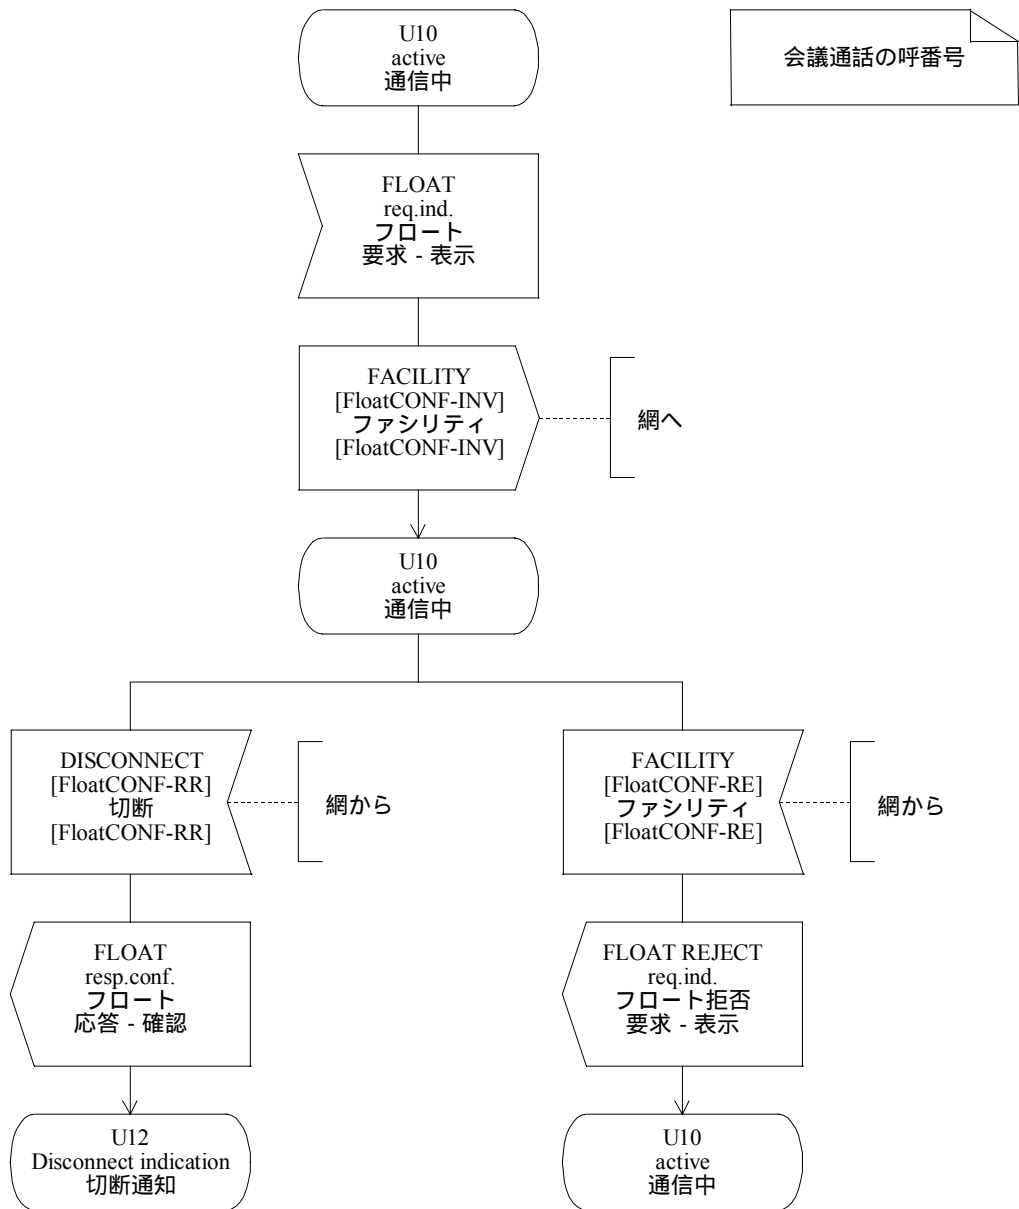 U10
active
通信中
会議通話の呼番号
FLOAT
req.ind.
フロート
要求 - 表示
FACILITY
[FloatCONF-INV]
ファシリティ
[FloatCONF-INV]
網へ
U10
active
通信中
DISCONNECT
[FloatCONF-RR]
切断
[FloatCONF-RR]
網から
FACILITY
[FloatCONF-RE]
ファシリティ
[FloatCONF-RE]
網から
FLOAT
resp.conf.
フロート
応答 - 確認
FLOAT REJECT
req.ind.
フロート拒否
要求 - 表示
U12
Disconnect indication
切断通知
U10
active
通信中